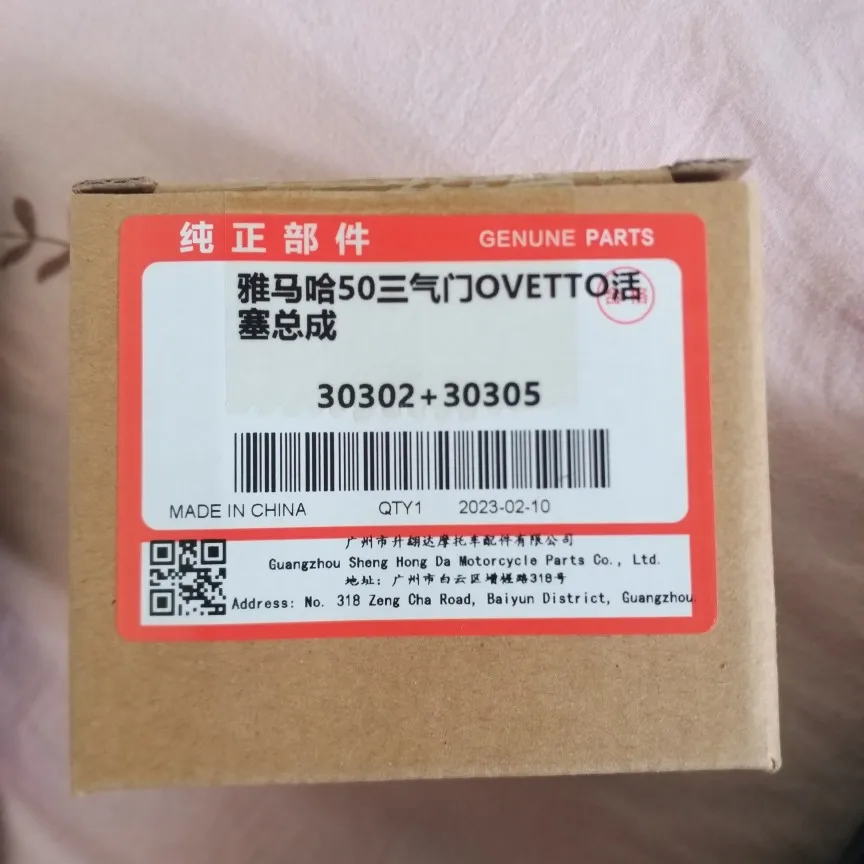 纯正部件 GENUINE PARTS
雅马哈50三气门OVETTO活
塞总成
30302+30305
MADE IN CHINA QTY1 2023-02-10
广州市升翃达摩托车配件有限公司
Guangzhou Sheng Hong Da Motorcycle Parts Co., Ltd.
地址：广州市白云区增槎路318号
Address: No. 318 Zeng Cha Road, Baiyun District, Guangzhou.